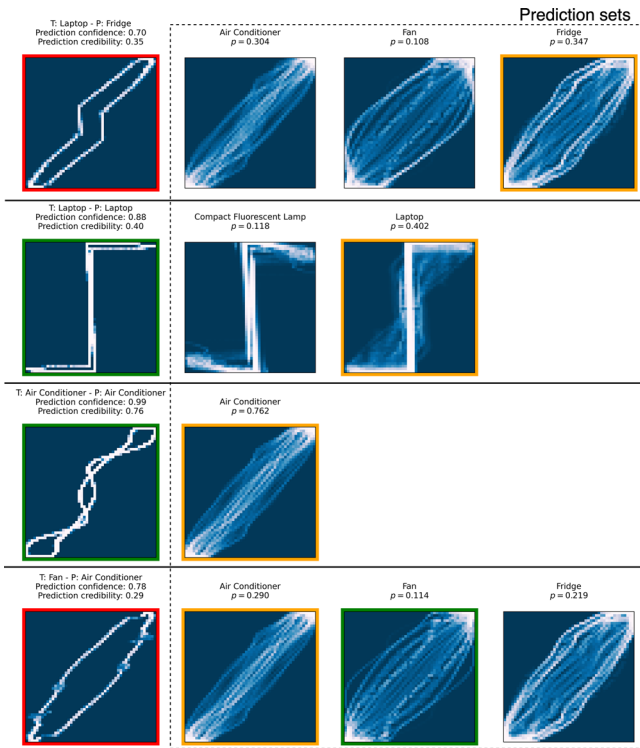 Prediction sets
T: Laptop - P: Fridge
Prediction confidence: 0.70
Prediction credibility: 0.35
Air Conditioner
p = 0.304
Fan
p = 0.108
Fridge
p = 0.347
T: Laptop - P: Laptop
Prediction confidence: 0.88
Prediction credibility: 0.40
Compact Fluorescent Lamp
p = 0.118
Laptop
p = 0.402
T: Air Conditioner - P: Air Conditioner
Prediction confidence: 0.99
Prediction credibility: 0.76
Air Conditioner
p = 0.762
T: Fan - P: Air Conditioner
Prediction confidence: 0.78
Prediction credibility: 0.29
Air Conditioner
p = 0.290
Fan
p = 0.114
Fridge
p = 0.219